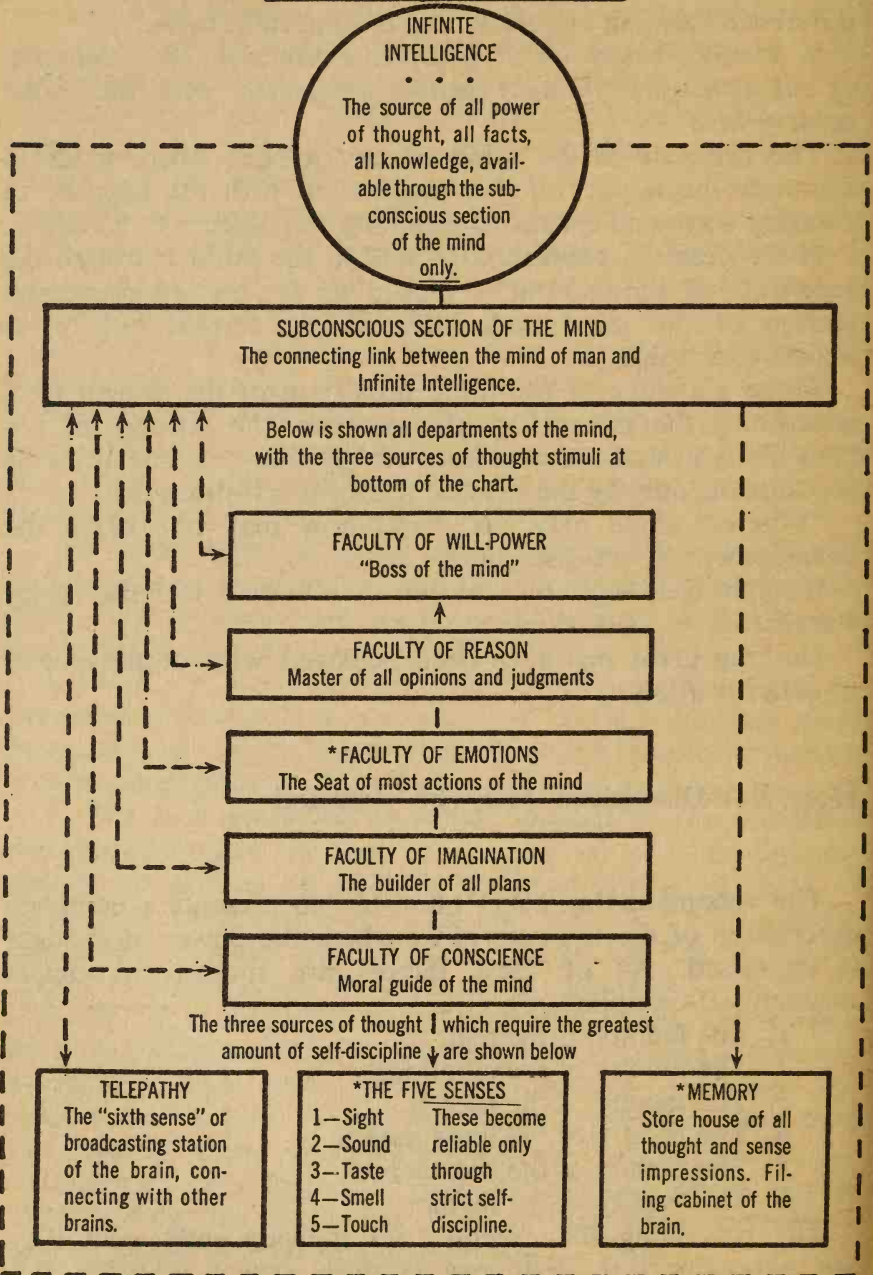 INFINITE
INTELLIGENCE
• • •
The source of all power
of thought, all facts,
all knowledge, avail-
able through the sub-
conscious section
of the mind
only.
SUBCONSCIOUS SECTION OF THE MIND
The connecting link between the mind of man and
Infinite Intelligence.
Below is shown all departments of the mind,
with the three sources of thought stimuli at
bottom of the chart.
FACULTY OF WILL-POWER
"Boss of the mind"
FACULTY OF REASON
Master of all opinions and judgments
*FACULTY OF EMOTIONS
The Seat of most actions of the mind
FACULTY OF IMAGINATION
The builder of all plans
FACULTY OF CONSCIENCE
Moral guide of the mind
The three sources of thought which require the greatest
amount of self-discipline are shown below
TELEPATHY
The "sixth sense" or
broadcasting station
of the brain, con-
necting with other
brains.
*THE FIVE SENSES
1—Sight These become
2—Sound reliable only
3—Taste through
4—Smell strict self-
5—Touch discipline.
*MEMORY
Store house of all
thought and sense
impressions. Fil-
ing cabinet of the
brain.